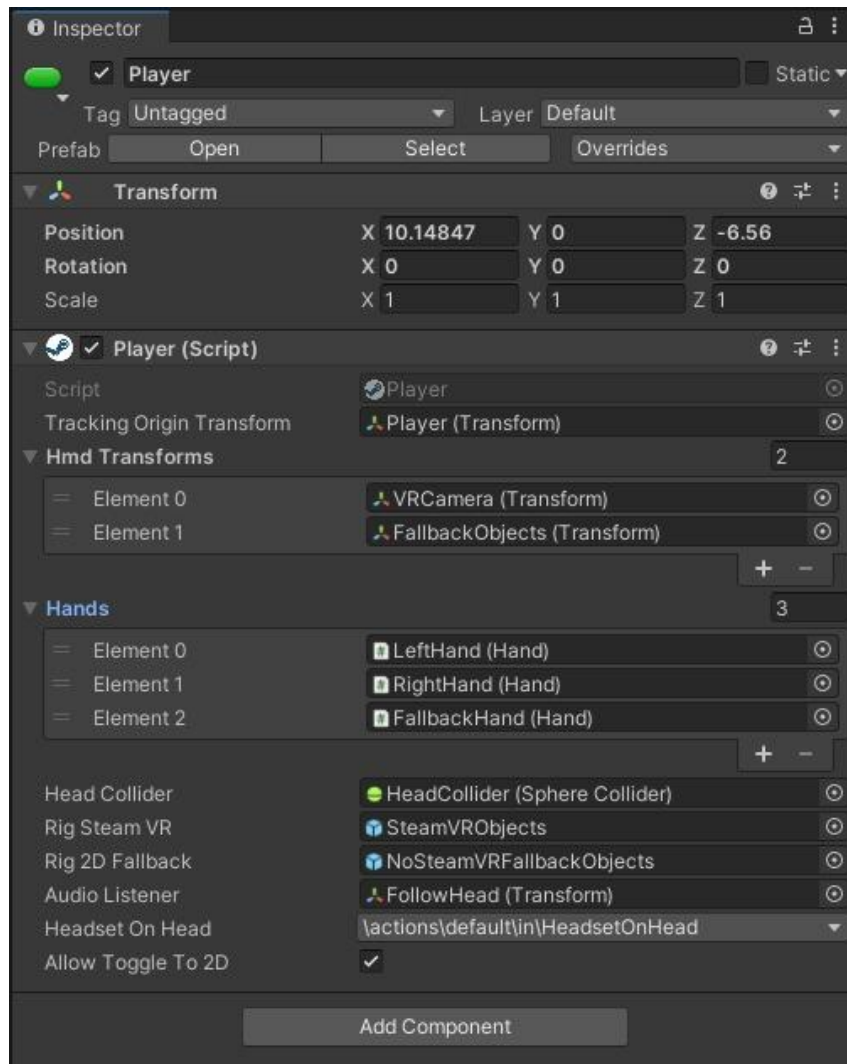 Inspector
Player Static
Tag Untagged Layer Default
Prefab Open Select Overrides
Transform
Position X 10.14847 Y 0 Z -6.56
Rotation X 0 Y 0 Z 0
Scale X 1 Y 1 Z 1
Player (Script)
Script Player
Tracking Origin Transform Player (Transform)
Hmd Transforms 2
Element 0 VRCamera (Transform)
Element 1 FallbackObjects (Transform)
+ −
Hands 3
Element 0 LeftHand (Hand)
Element 1 RightHand (Hand)
Element 2 FallbackHand (Hand)
+ −
Head Collider HeadCollider (Sphere Collider)
Rig Steam VR SteamVRObjects
Rig 2D Fallback NoSteamVRFallbackObjects
Audio Listener FollowHead (Transform)
Headset On Head \actions\default\in\HeadsetOnHead
Allow Toggle To 2D
Add Component